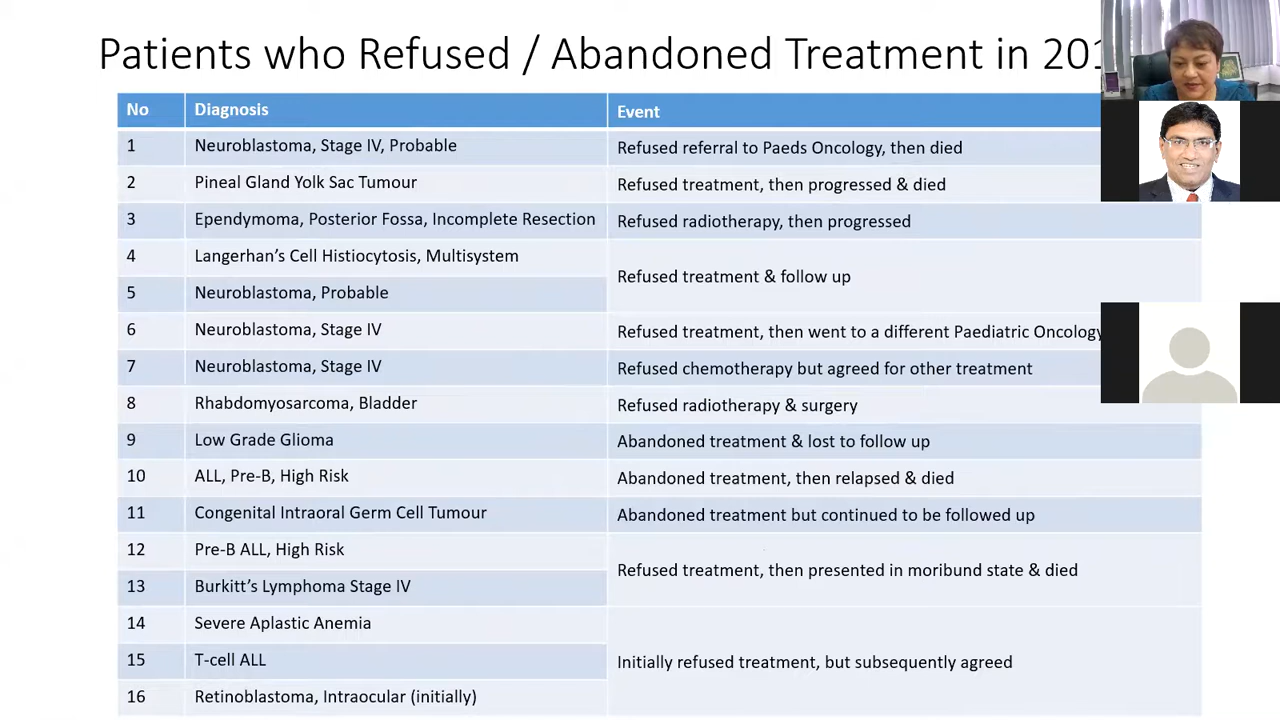 Patients who Refused / Abandoned Treatment in
No Diagnosis Event
1 Neuroblastoma, Stage IV, Probable Refused referral to Paeds Oncology, then died
2 Pineal Gland Yolk Sac Tumour Refused treatment, then progressed & died
3 Ependymoma, Posterior Fossa, Incomplete Resection Refused radiotherapy, then progressed
4 Langerhan’s Cell Histiocytosis, Multisystem
Refused treatment & follow up
5 Neuroblastoma, Probable
6 Neuroblastoma, Stage IV Refused treatment, then went to a different Paediatric Oncology
7 Neuroblastoma, Stage IV Refused chemotherapy but agreed for other treatment
8 Rhabdomyosarcoma, Bladder Refused radiotherapy & surgery
9 Low Grade Glioma Abandoned treatment & lost to follow up
10 ALL, Pre-B, High Risk Abandoned treatment, then relapsed & died
11 Congenital Intraoral Germ Cell Tumour Abandoned treatment but continued to be followed up
12 Pre-B ALL, High Risk
Refused treatment, then presented in moribund state & died
13 Burkitt’s Lymphoma Stage IV
14 Severe Aplastic Anemia
15 T-cell ALL Initially refused treatment, but subsequently agreed
16 Retinoblastoma, Intraocular (initially)